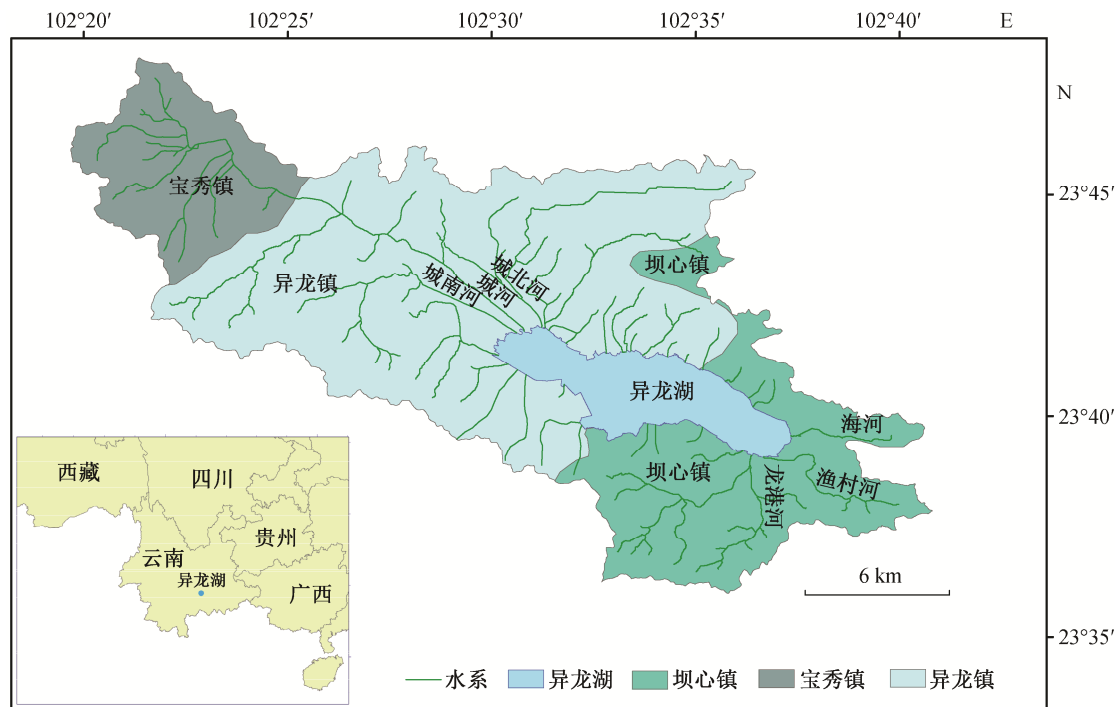 102°20′ 102°25′ 102°30′ 102°35′ 102°40′ E
N
23°45′
23°40′
23°35′
宝秀镇
异龙镇
城南河
城河
城北河
坝心镇
异龙湖
海河
坝心镇
龙港河
渔村河
6 km
西藏
四川
贵州
云南
异龙湖
广西
水系 异龙湖 坝心镇 宝秀镇 异龙镇